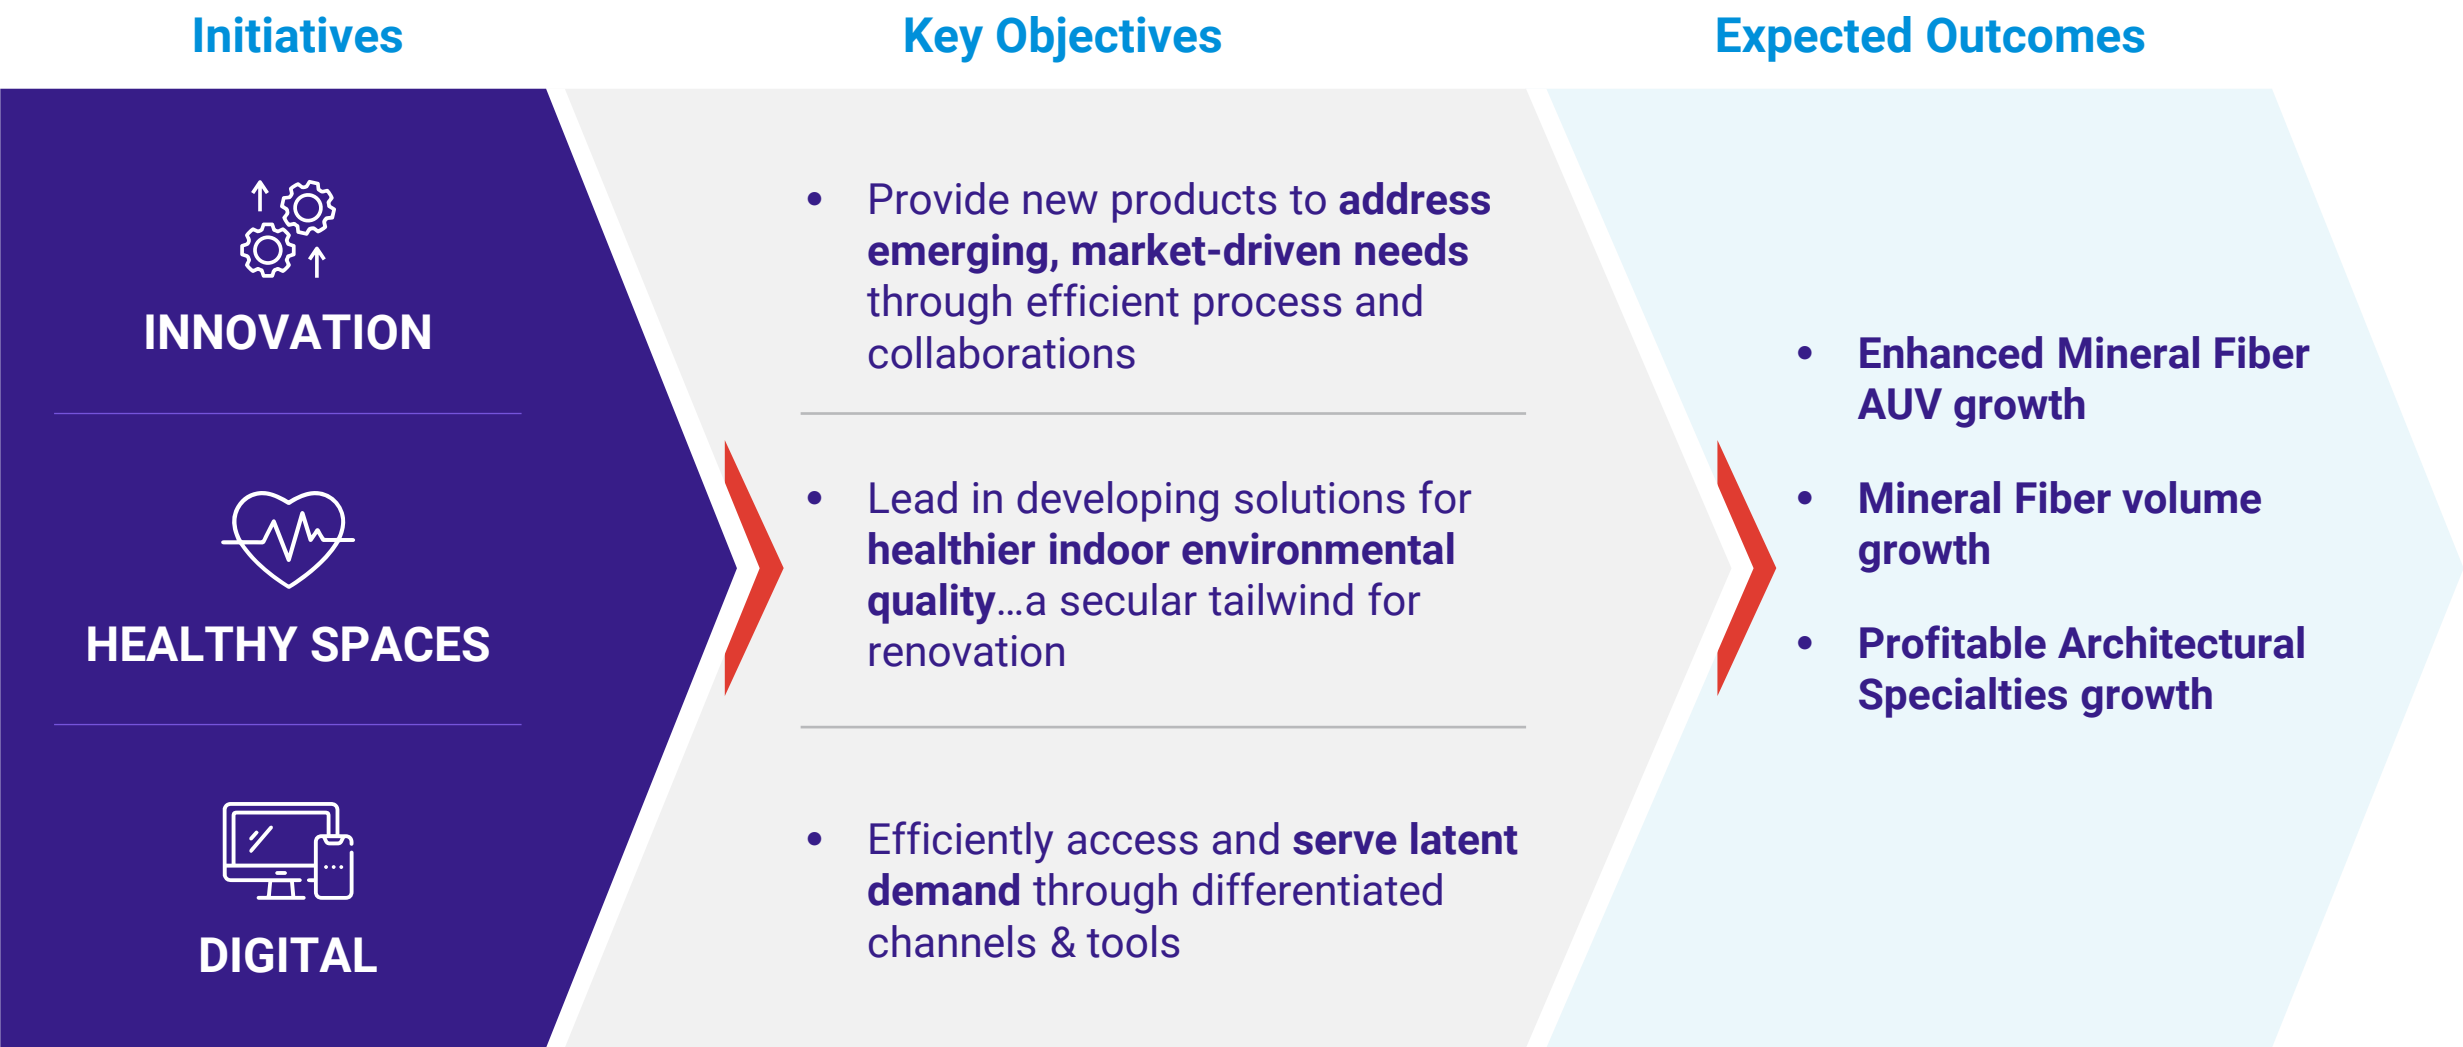 Initiatives
Key Objectives
Expected Outcomes
INNOVATION
HEALTHY SPACES
DIGITAL
• Provide new products to address
emerging, market-driven needs
through efficient process and
collaborations
• Lead in developing solutions for
healthier indoor environmental
quality...a secular tailwind for
renovation
• Efficiently access and serve latent
demand through differentiated
channels & tools
• Enhanced Mineral Fiber
AUV growth
• Mineral Fiber volume
growth
• Profitable Architectural
Specialties growth